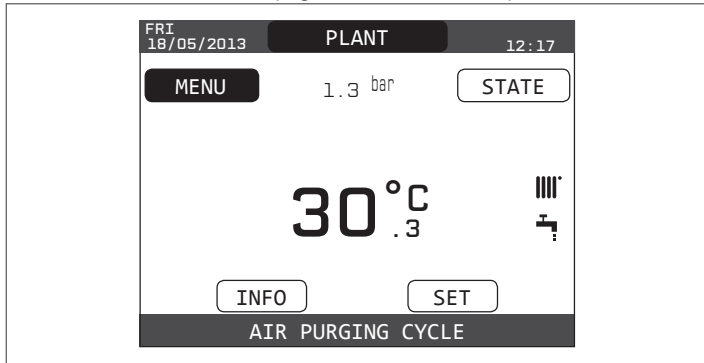 FRI
18/05/2013 PLANT 12:17
MENU 1.3 bar STATE
30.3 °C
INFO SET
AIR PURGING CYCLE